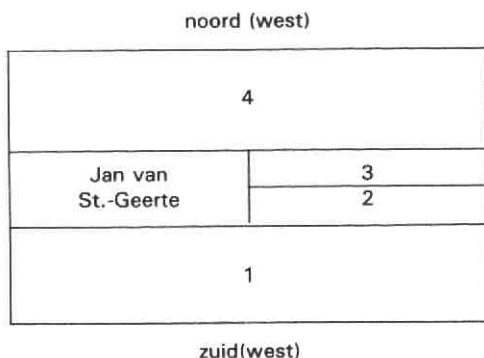 noord (west)
4
Jan van
St.-Geerte
3
2
1
zuid(west)